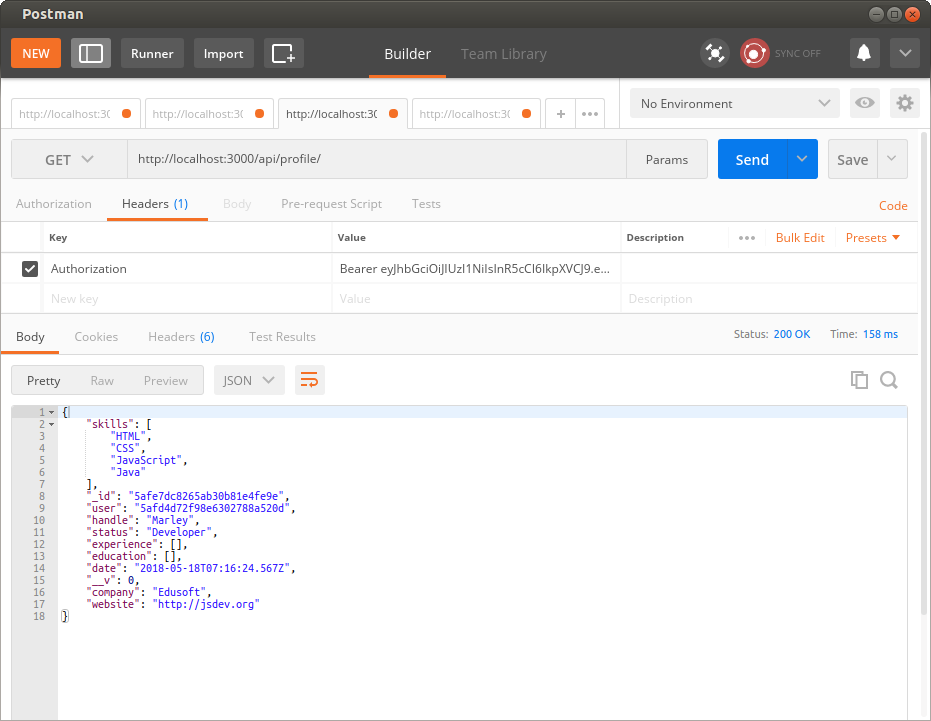 Postman
NEW Runner Import Builder Team Library SYNC OFF
http://localhost:30 http://localhost:30 http://localhost:30 http://localhost:30 + ••• No Environment
GET http://localhost:3000/api/profile/ Params Send Save
Authorization Headers (1) Body Pre-request Script Tests Code
Key Value Description ••• Bulk Edit Presets
Authorization Bearer eyJhbGciOiJIUzI1NiIsInR5cCI6IkpXVCJ9.e...
New key Value Description
Body Cookies Headers (6) Test Results Status: 200 OK Time: 158 ms
Pretty Raw Preview JSON
1 {
2 "skills": [
3 "HTML",
4 "CSS",
5 "JavaScript",
6 "Java"
7 ],
8 "_id": "5afe7dc8265ab30b81e4fe9e",
9 "user": "5afd4d72f98e6302788a520d",
10 "handle": "Marley",
11 "status": "Developer",
12 "experience": [],
13 "education": [],
14 "date": "2018-05-18T07:16:24.567Z",
15 "__v": 0,
16 "company": "Edusoft",
17 "website": "http://jsdev.org"
18 }